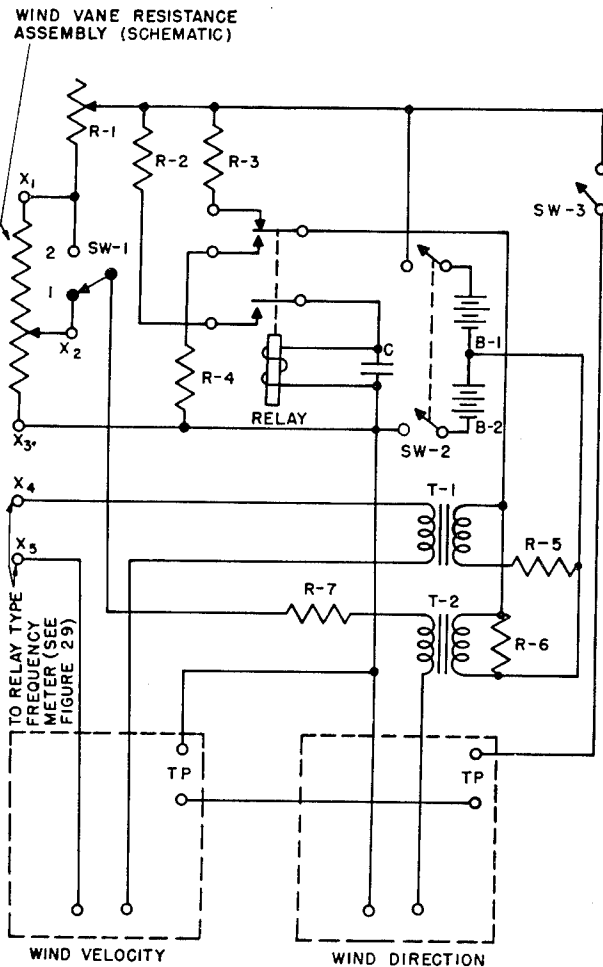 WIND VANE RESISTANCE
ASSEMBLY (SCHEMATIC)
R-1
R-2
R-3
X1
2
SW-1
1
X2
SW-3
B-1
C
R-4
RELAY
B-2
X3
SW-2
X4
T-1
X5
R-5
R-7
T-2
R-6
TO RELAY TYPE
FREQUENCY
METER (SEE
FIGURE 29)
TP
TP
WIND VELOCITY
WIND DIRECTION